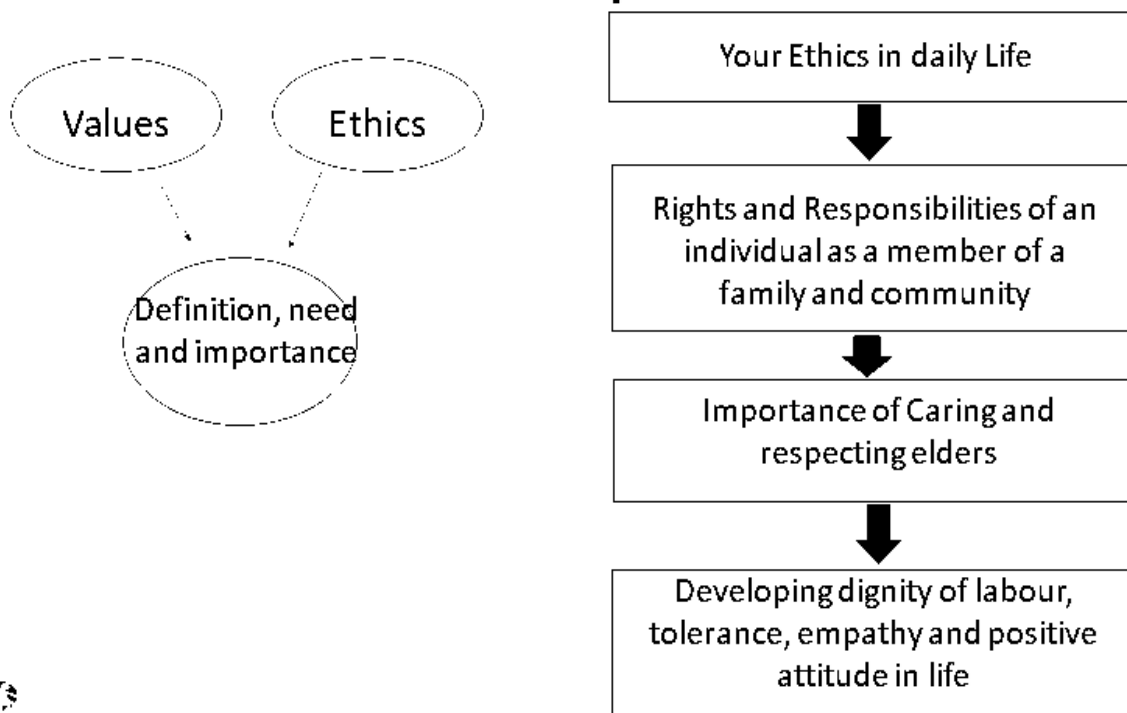 Values
Ethics
Definition, need
and importance
Your Ethics in daily Life
Rights and Responsibilities of an
individual as a member of a
family and community
Importance of Caring and
respecting elders
Developing dignity of labour,
tolerance, empathy and positive
attitude in life